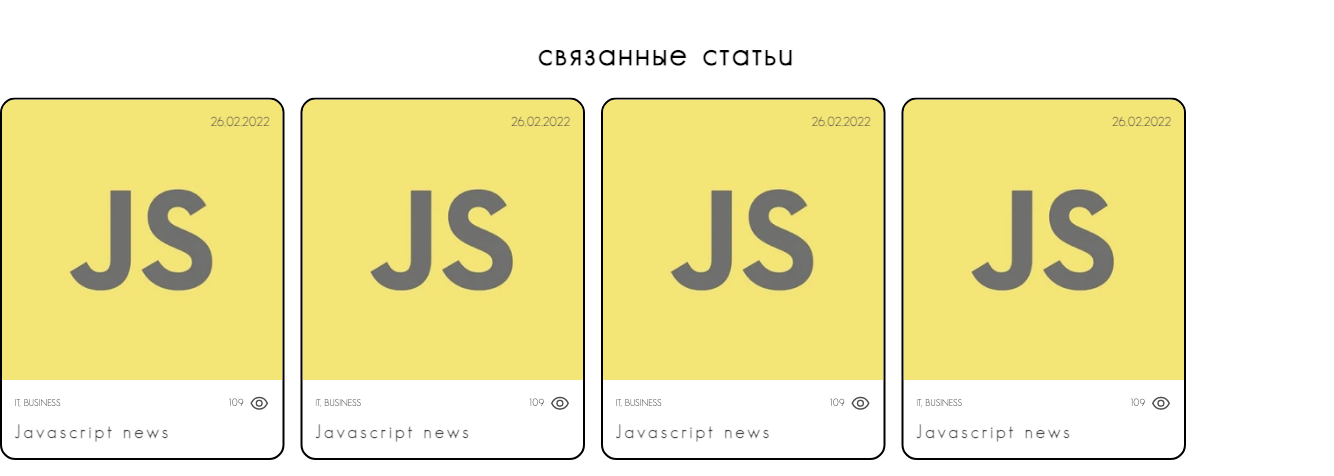 связанные статьи
26.02.2022
JS
IT, BUSINESS
109
Javascript news
26.02.2022
JS
IT, BUSINESS
109
Javascript news
26.02.2022
JS
IT, BUSINESS
109
Javascript news
26.02.2022
JS
IT, BUSINESS
109
Javascript news